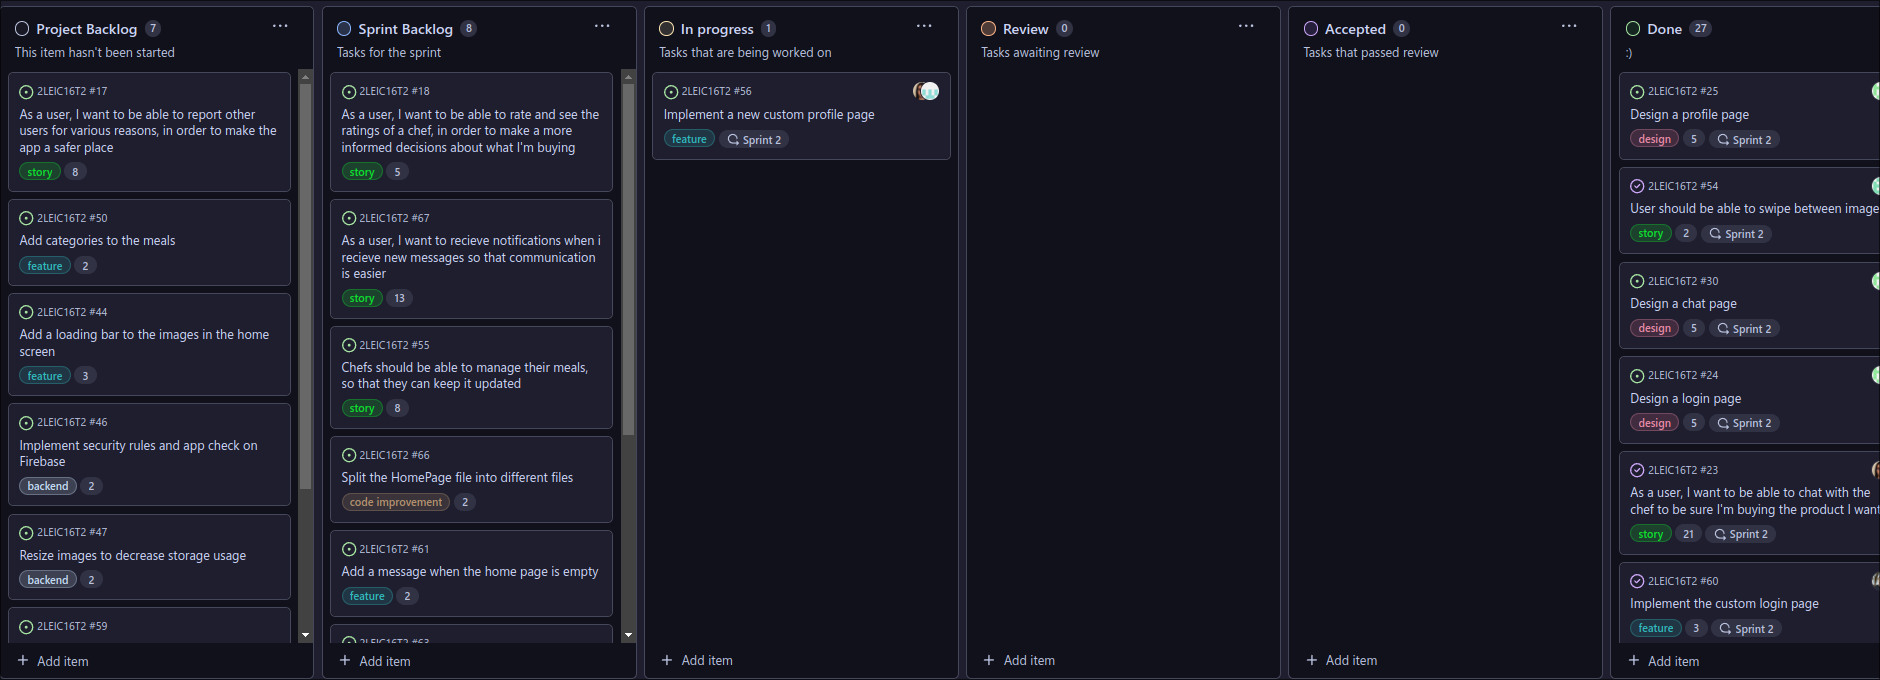 Project Backlog 7 ...
This item hasn't been started
2LEIC16T2 #17
As a user, I want to be able to report other
users for various reasons, in order to make the
app a safer place
story 8
2LEIC16T2 #50
Add categories to the meals
feature 2
2LEIC16T2 #44
Add a loading bar to the images in the home
screen
feature 3
2LEIC16T2 #46
Implement security rules and app check on
Firebase
backend 2
2LEIC16T2 #47
Resize images to decrease storage usage
backend 2
2LEIC16T2 #59
+ Add item
Sprint Backlog 8 ...
Tasks for the sprint
2LEIC16T2 #18
As a user, I want to be able to rate and see the
ratings of a chef, in order to make a more
informed decisions about what I'm buying
story 5
2LEIC16T2 #67
As a user, I want to recieve notifications when i
recieve new messages so that communication
is easier
story 13
2LEIC16T2 #55
Chefs should be able to manage their meals,
so that they can keep it updated
story 8
2LEIC16T2 #66
Split the HomePage file into different files
code improvement 2
2LEIC16T2 #61
Add a message when the home page is empty
feature 2
2LEIC16T2 #63
+ Add item
In progress 1 ...
Tasks that are being worked on
2LEIC16T2 #56
Implement a new custom profile page
feature Sprint 2
+ Add item
Review 0 ...
Tasks awaiting review
+ Add item
Accepted 0 ...
Tasks that passed review
+ Add item
Done 27
:)
2LEIC16T2 #25
Design a profile page
design 5 Sprint 2
2LEIC16T2 #54
User should be able to swipe between image
story 2 Sprint 2
2LEIC16T2 #30
Design a chat page
design 5 Sprint 2
2LEIC16T2 #24
Design a login page
design 5 Sprint 2
2LEIC16T2 #23
As a user, I want to be able to chat with the
chef to be sure I'm buying the product I want
story 21 Sprint 2
2LEIC16T2 #60
Implement the custom login page
feature 3 Sprint 2
+ Add item